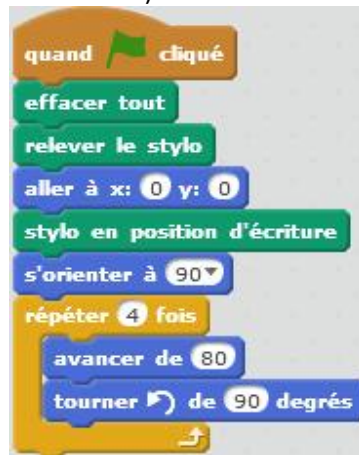 quand cliqué
effacer tout
relever le stylo
aller à x: 0 y: 0
stylo en position d'écriture
s'orienter à 90
répéter 4 fois
avancer de 80
tourner de 90 degrés